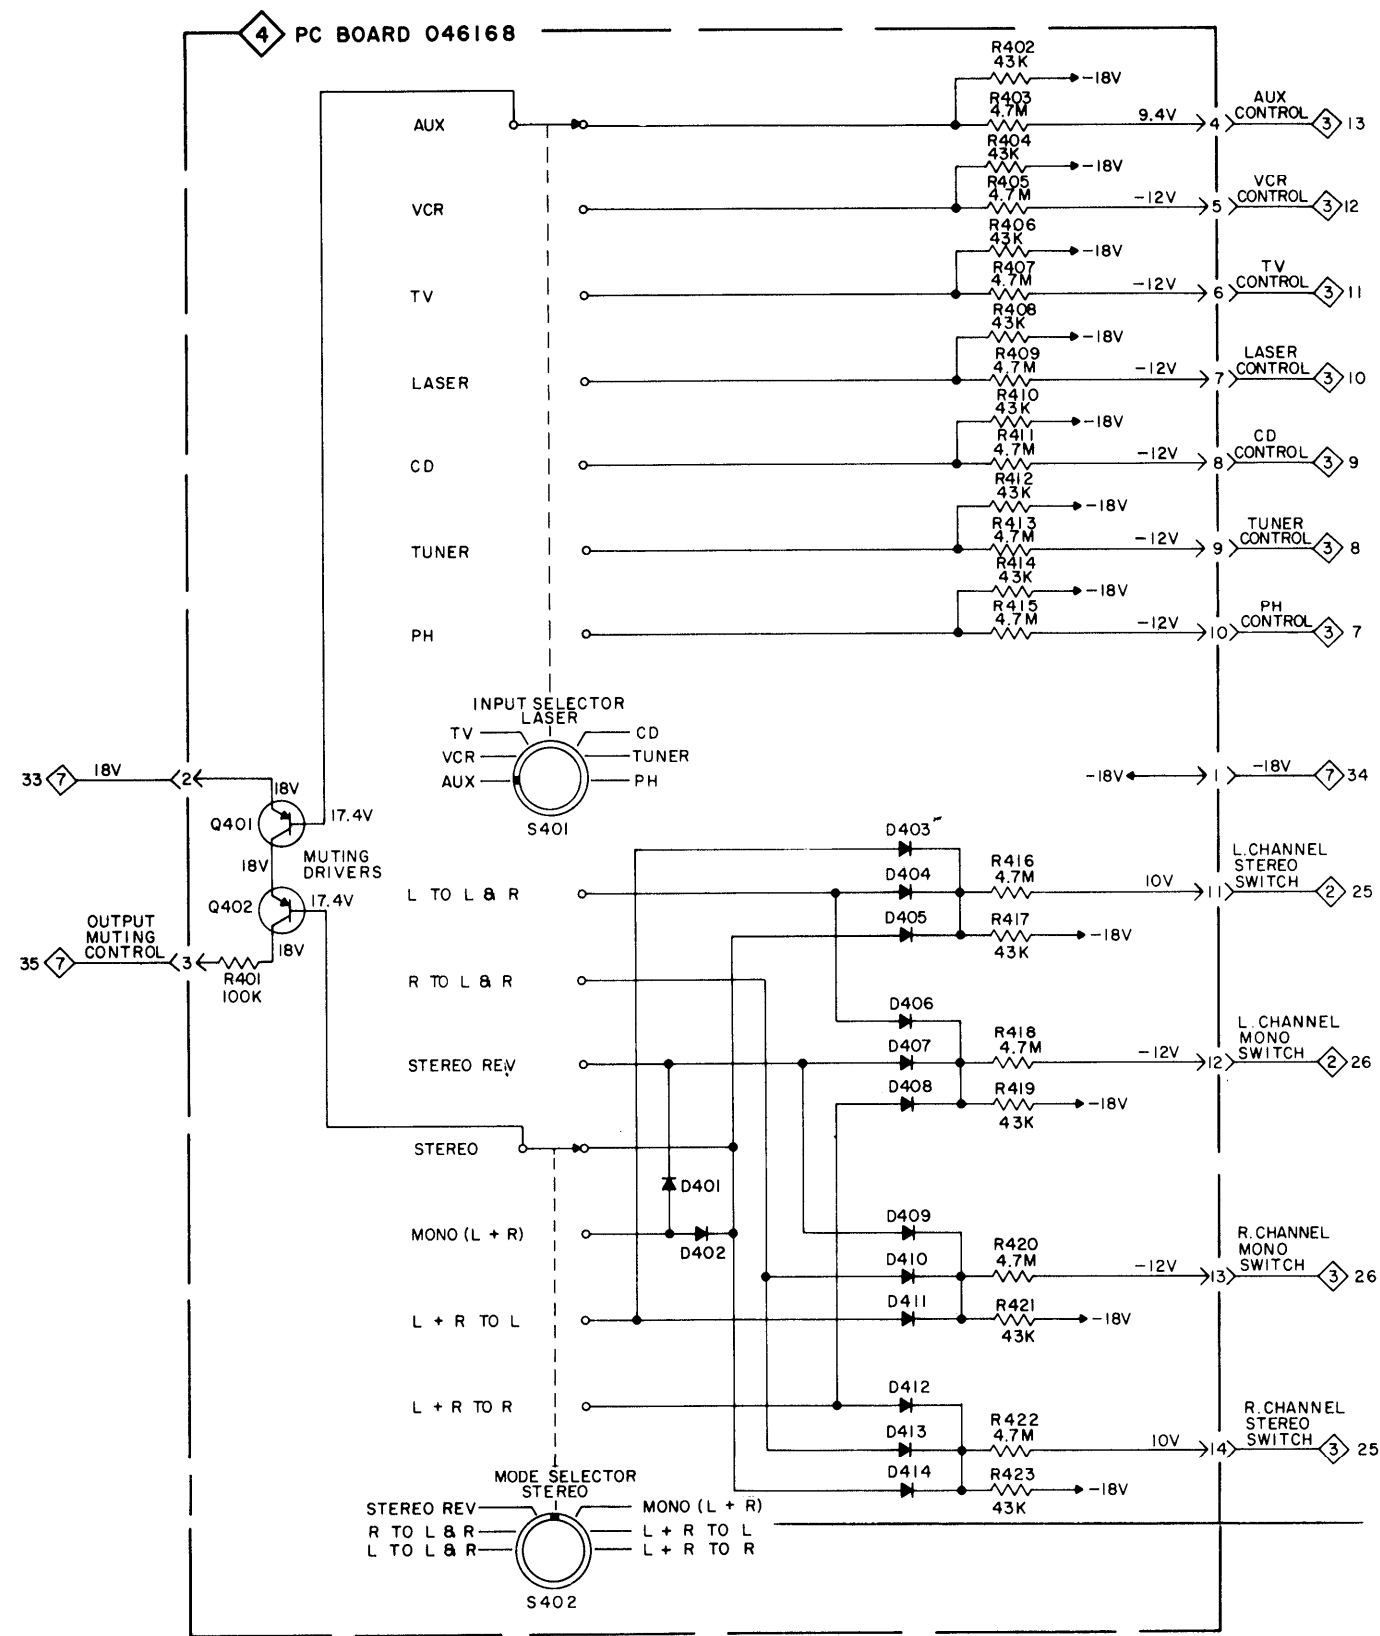 4 PC BOARD 046168
R402
43K
-18V
R403
4.7M
AUX
9.4V
4
AUX
CONTROL
3 13
R404
43K
-18V
R405
4.7M
VCR
-12V
5
VCR
CONTROL
3 12
R406
43K
-18V
R407
4.7M
TV
-12V
6
TV
CONTROL
3 11
R408
43K
-18V
R409
4.7M
LASER
-12V
7
LASER
CONTROL
3 10
R410
43K
-18V
R411
4.7M
CD
-12V
8
CD
CONTROL
3 9
R412
43K
-18V
R413
4.7M
TUNER
-12V
9
TUNER
CONTROL
3 8
R414
43K
-18V
R415
4.7M
PH
-12V
10
PH
CONTROL
3 7
INPUT SELECTOR
LASER
TV
CD
VCR
TUNER
AUX
PH
S401
33 7 18V
2
18V
Q401
17.4V
18V
MUTING
DRIVERS
Q402
17.4V
18V
OUTPUT
MUTING
CONTROL
35 7
3
R401
100K
-18V
1
-18V
7 34
D403
L TO L & R
D404
D405
R416
4.7M
10V
11
L.CHANNEL
STEREO
SWITCH
2 25
R417
43K
-18V
R TO L & R
D406
STEREO REV
D407
D408
R418
4.7M
-12V
12
L.CHANNEL
MONO
SWITCH
2 26
R419
43K
-18V
STEREO
D401
MONO (L + R)
D402
D409
D410
D411
R420
4.7M
-12V
13
R.CHANNEL
MONO
SWITCH
3 26
R421
43K
-18V
L + R TO L
L + R TO R
D412
D413
D414
R422
4.7M
10V
14
R.CHANNEL
STEREO
SWITCH
3 25
R423
43K
-18V
MODE SELECTOR
STEREO
STEREO REV
MONO (L + R)
R TO L & R
L + R TO L
L TO L & R
L + R TO R
S402